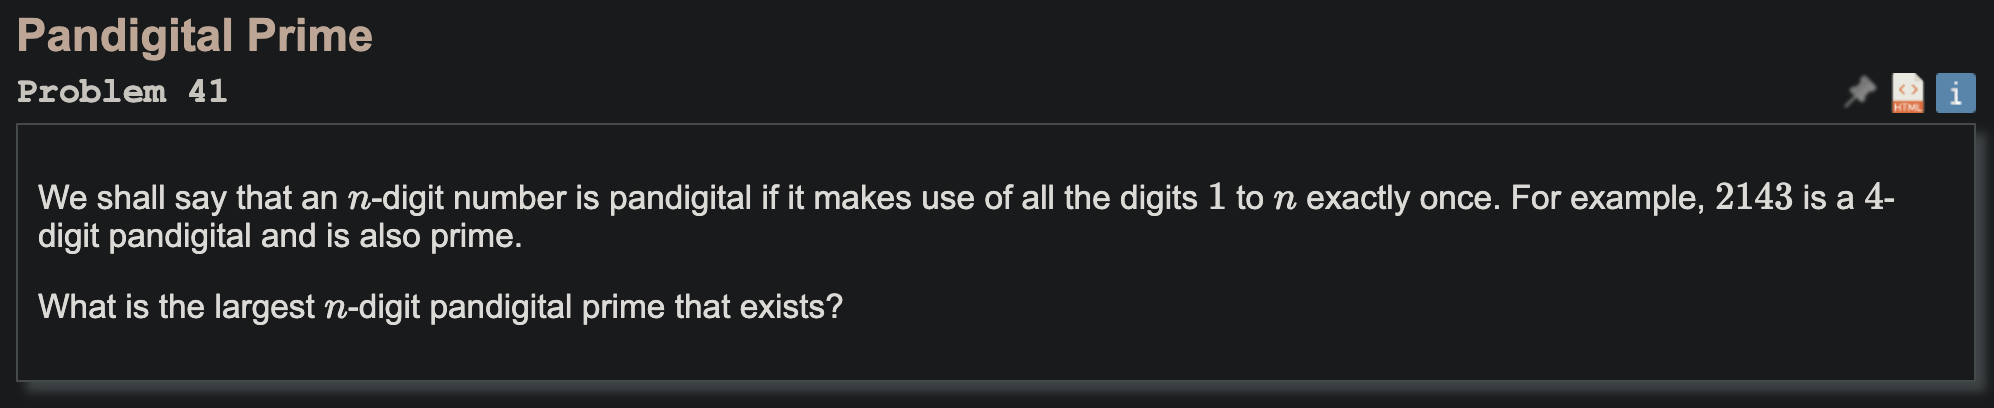 Pandigital Prime
Problem 41
<>
HTML
i
We shall say that an n-digit number is pandigital if it makes use of all the digits 1 to n exactly once. For example, 2143 is a 4-
digit pandigital and is also prime.
What is the largest n-digit pandigital prime that exists?